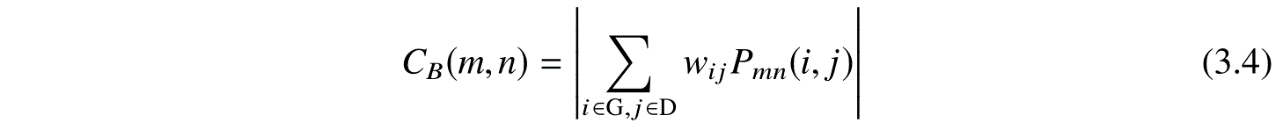 C_B(m,n) = |∑_{i∈G,j∈D} w_{ij}P_{mn}(i,j)| (3.4)